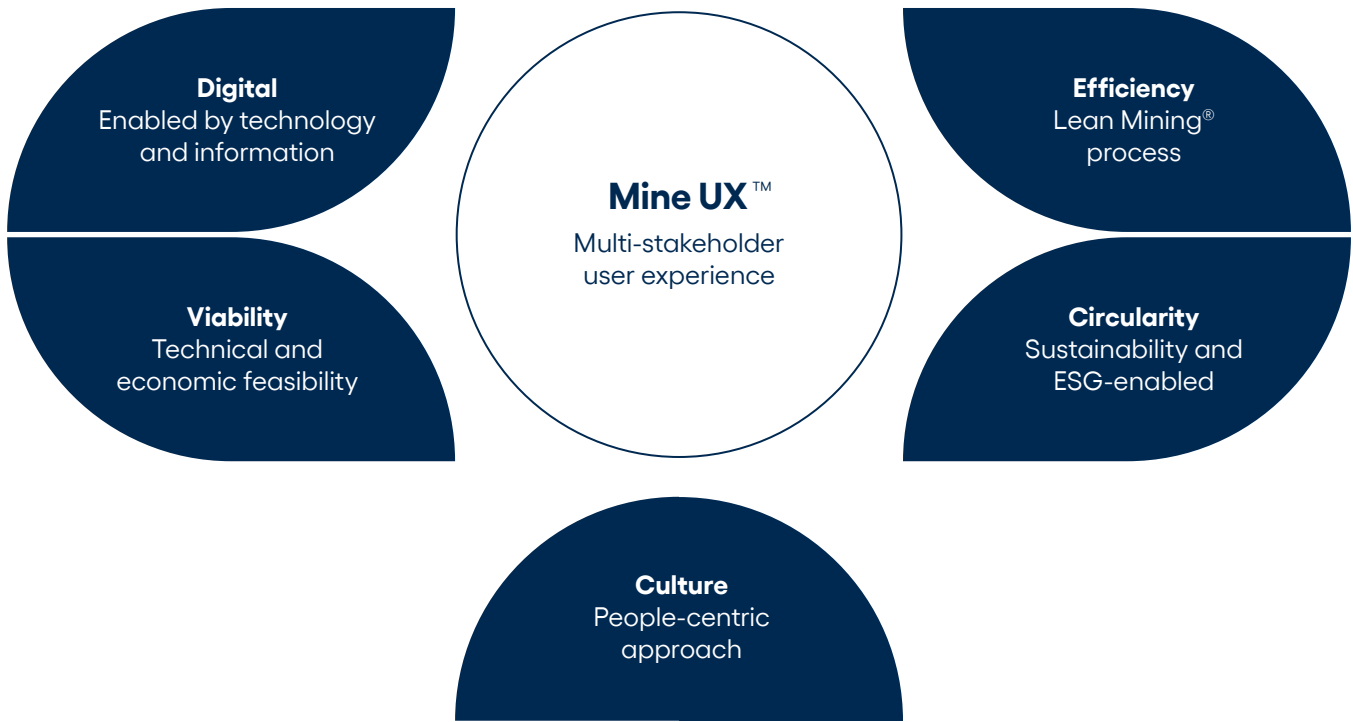 Digital
Enabled by technology
and information
Viability
Technical and
economic feasibility
Mine UX™
Multi-stakeholder
user experience
Efficiency
Lean Mining®
process
Circularity
Sustainability and
ESG-enabled
Culture
People-centric
approach